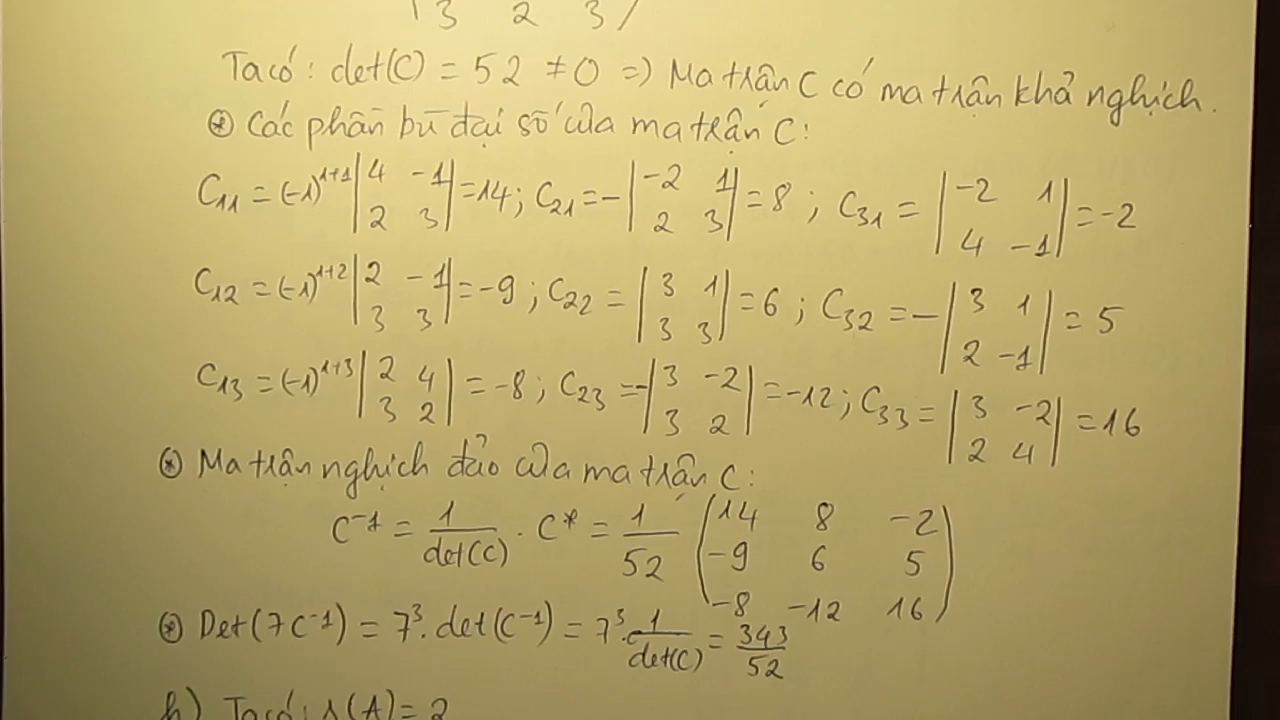 3 2 3
Ta có: det(C) = 52 ≠ 0 => Ma trận C có ma trận khả nghịch.
⊛ Các phần bù đại số của ma trận C:
C₁₁ = (-1)¹⁺¹ |4 -1; 2 3| = 14; C₂₁ = - |-2 1; 2 3| = 8; C₃₁ = |-2 1; 4 -1| = -2
C₁₂ = (-1)¹⁺² |2 -1; 3 3| = -9; C₂₂ = |3 1; 3 3| = 6; C₃₂ = - |3 1; 2 -1| = 5
C₁₃ = (-1)¹⁺³ |2 4; 3 2| = -8; C₂₃ = - |3 -2; 3 2| = -12; C₃₃ = |3 -2; 2 4| = 16
⊛ Ma trận nghịch đảo của ma trận C:
C⁻¹ = 1/det(C) . C* = 1/52 (14 8 -2; -9 6 5; -8 -12 16)
⊛ Det(7C⁻¹) = 7³. det(C⁻¹) = 7³. 1/det(C) = 343/52
h) Ta có: r(A) = 2